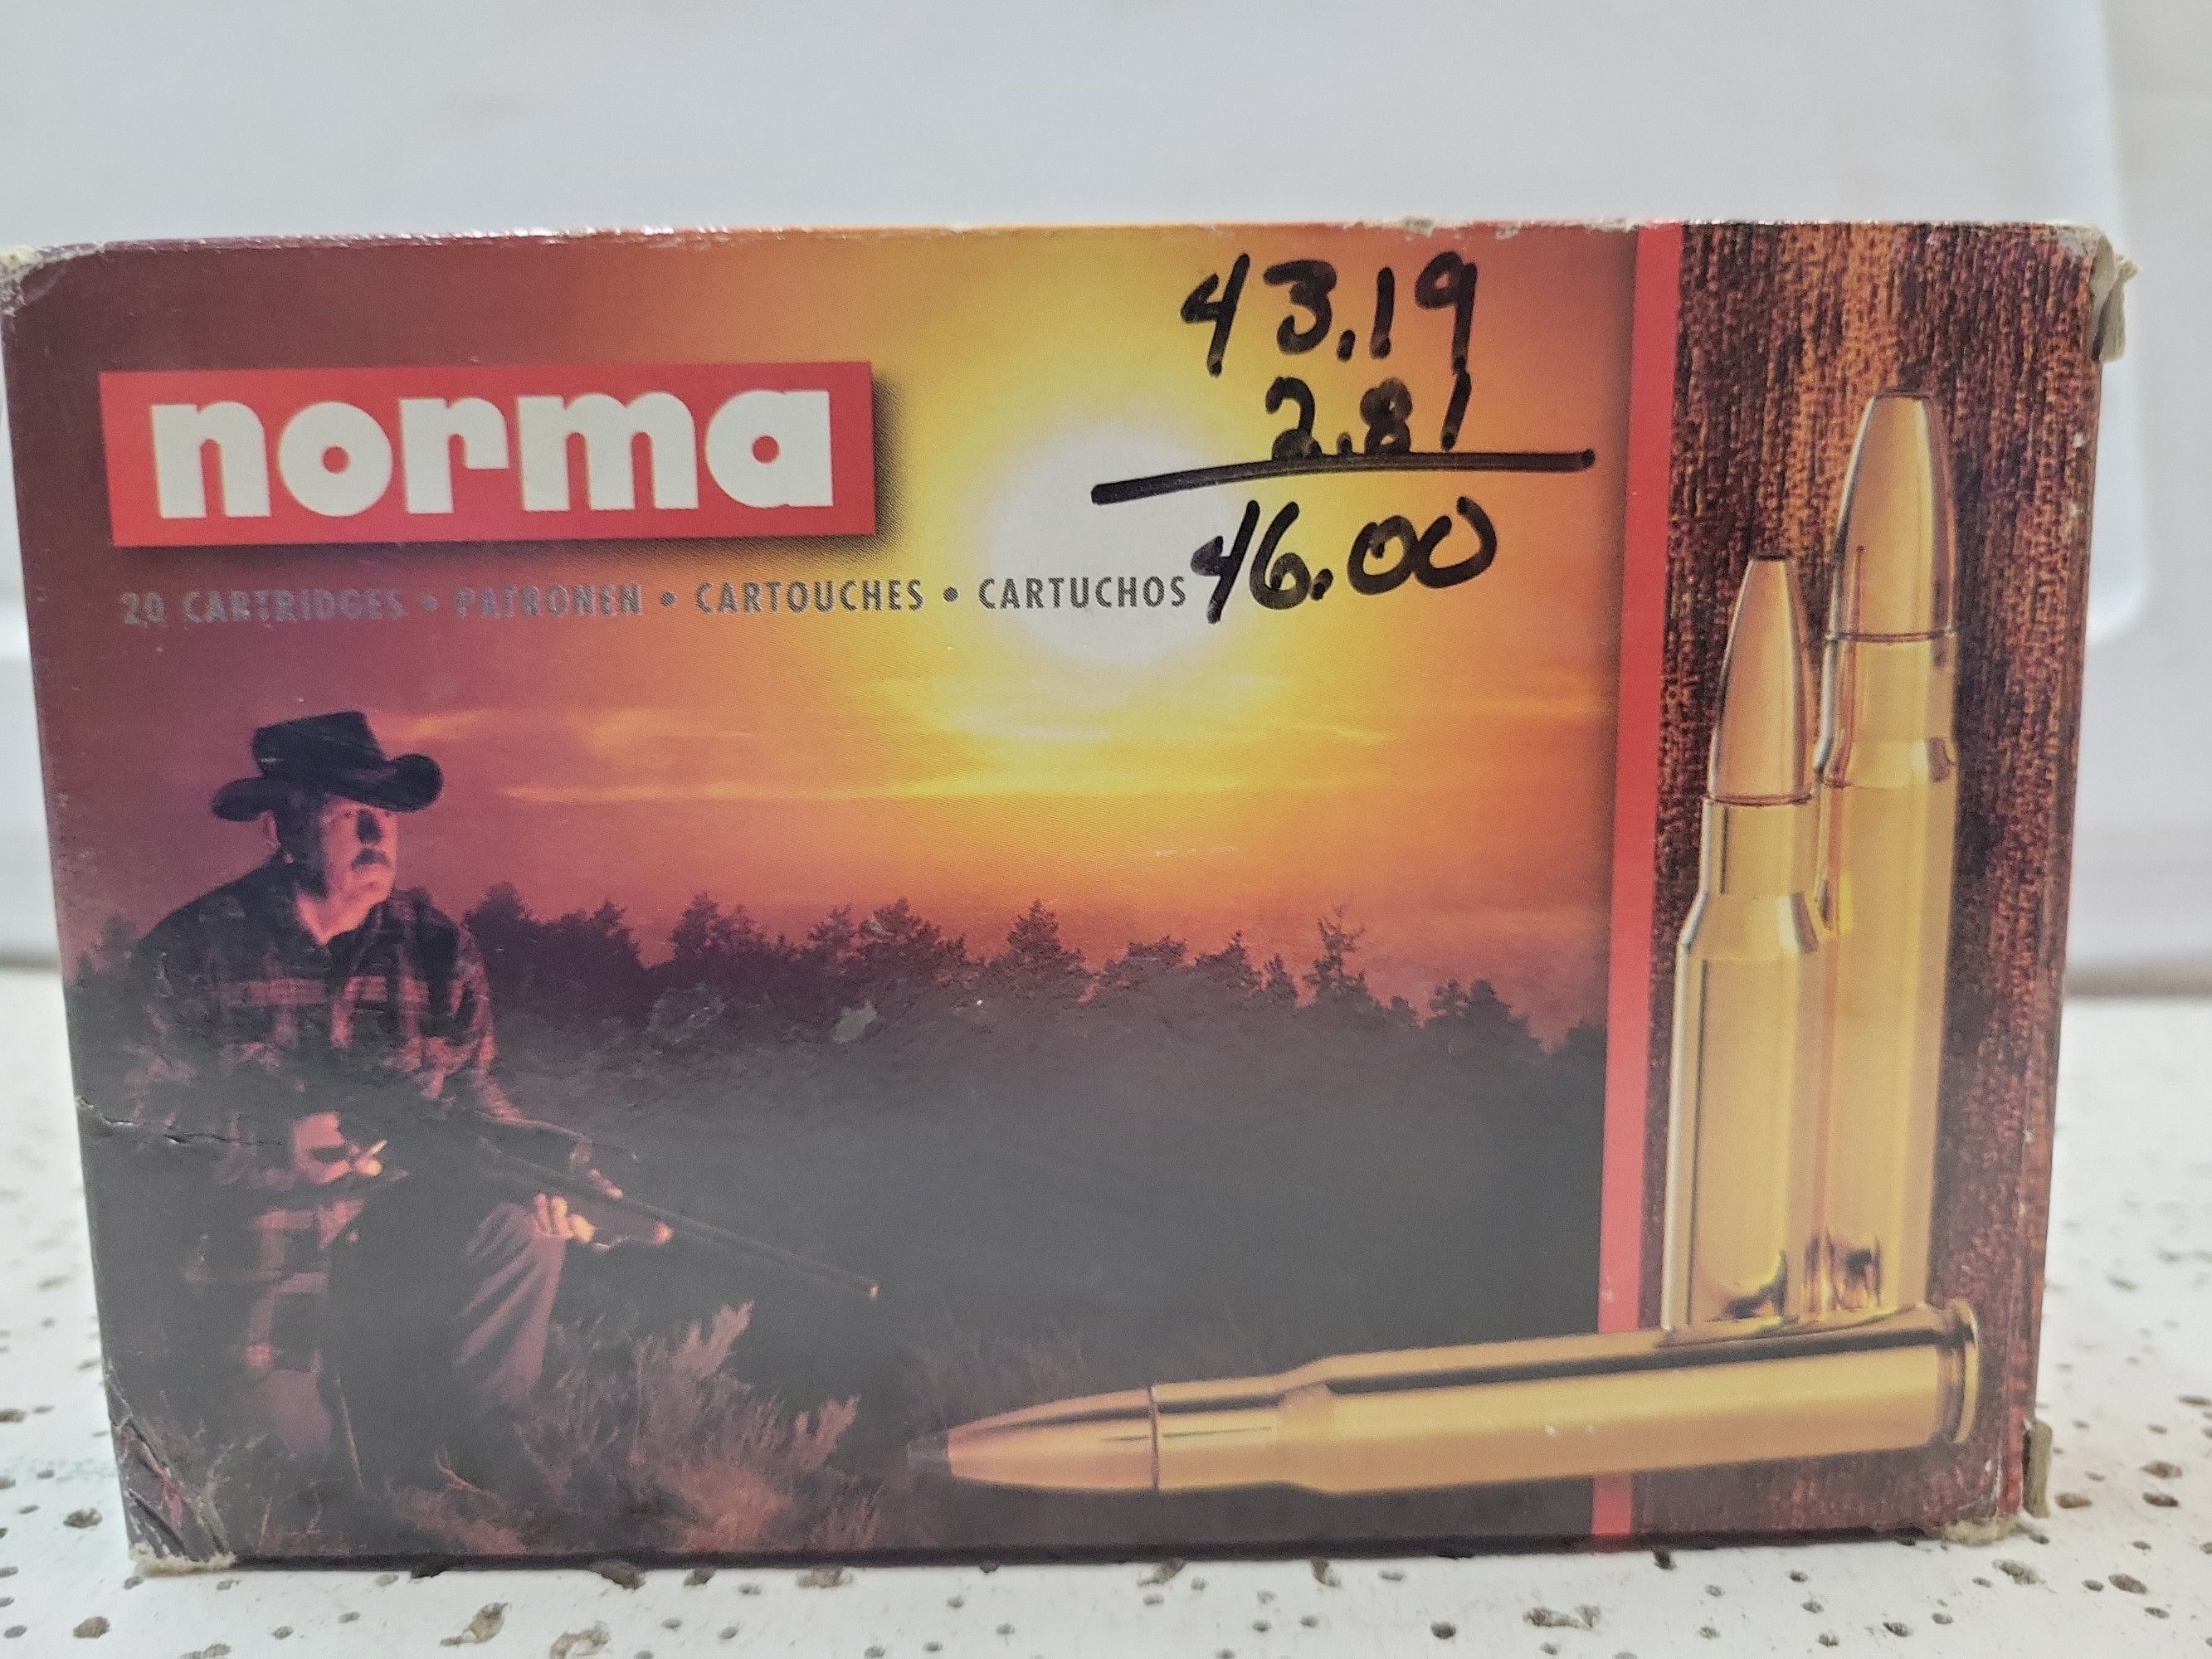 43.19
2.81
46.00
norma
20 CARTRIDGES • PATRONEN • CARTOUCHES • CARTUCHOS